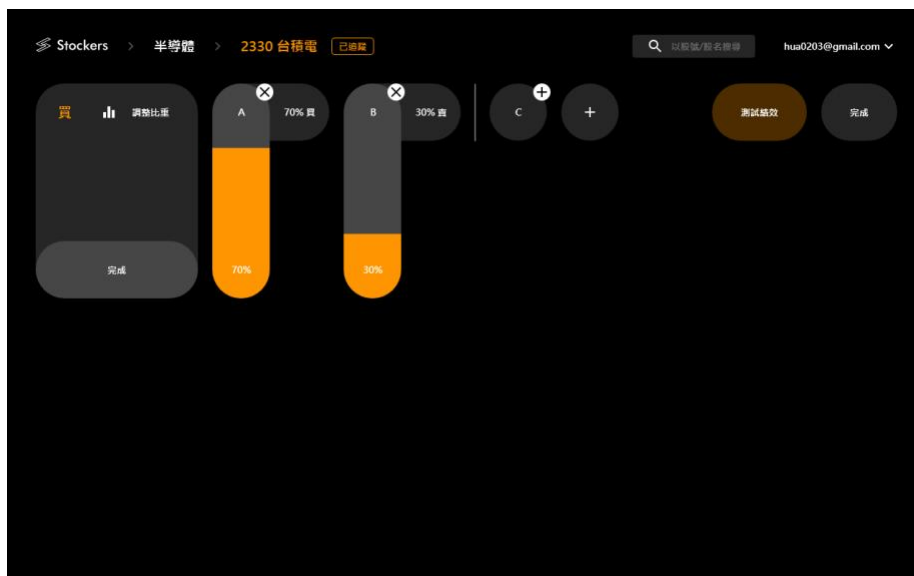 Stockers > 半導體 > 2330 台積電 已追蹤
以股號/股名搜尋
hua0203@gmail.com
買 調整比重
A 70% 買
B 30% 賣
C +
測試績效
完成
完成
70%
30%